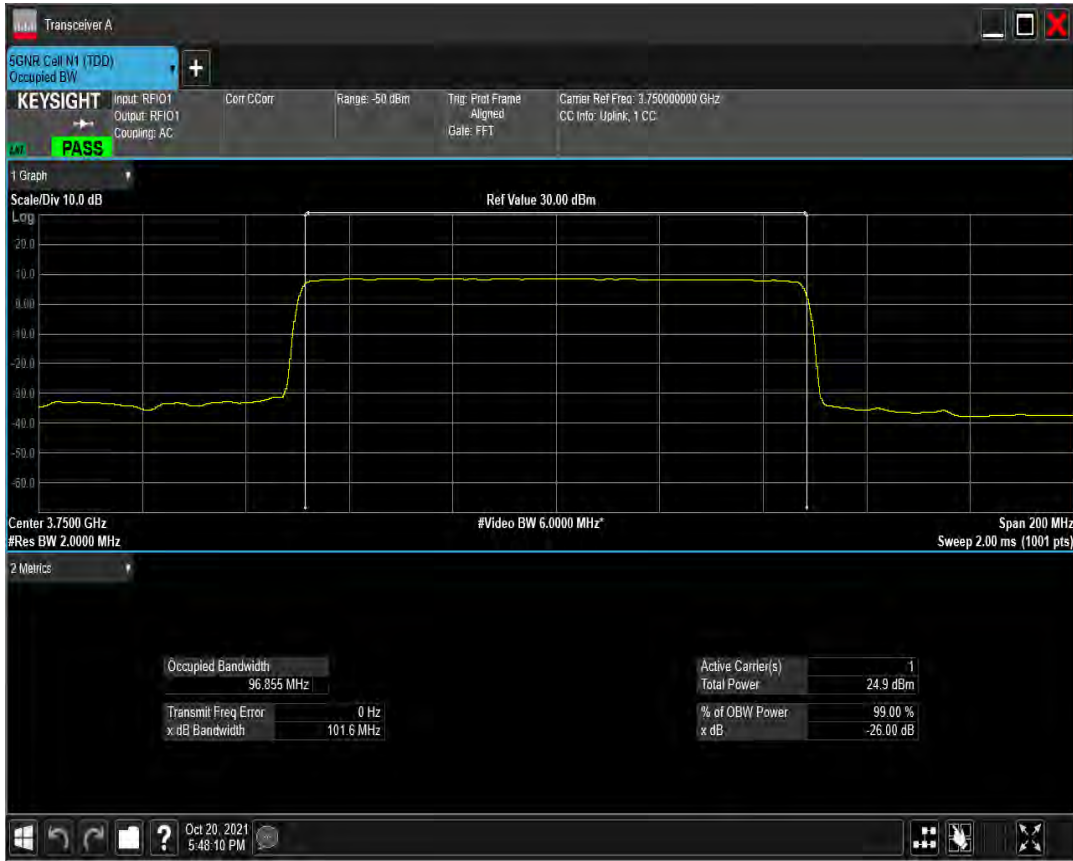 Transceiver A
5GNR Cell N1 (TDD)
Occupied BW
+
KEYSIGHT
PASS
Input: RFIO1
Output: RFIO1
Coupling: AC
Corr CCorr
Range: -50 dBm
Trig: Prot Frame
Aligned
Gate: FFT
Carrier Ref Freq: 3.750000000 GHz
CC Info: Uplink, 1 CC
1 Graph
Scale/Div 10.0 dB
Ref Value 30.00 dBm
Log
20.0
10.0
0.00
-10.0
-20.0
-30.0
-40.0
-50.0
-60.0
Center 3.7500 GHz
#Video BW 6.0000 MHz*
Span 200 MHz
#Res BW 2.0000 MHz
Sweep 2.00 ms (1001 pts)
2 Metrics
Occupied Bandwidth
96.855 MHz
Transmit Freq Error 0 Hz
x dB Bandwidth 101.6 MHz
Active Carrier(s) 1
Total Power 24.9 dBm
% of OBW Power 99.00 %
x dB -26.00 dB
?
Oct 20, 2021
5:48:10 PM